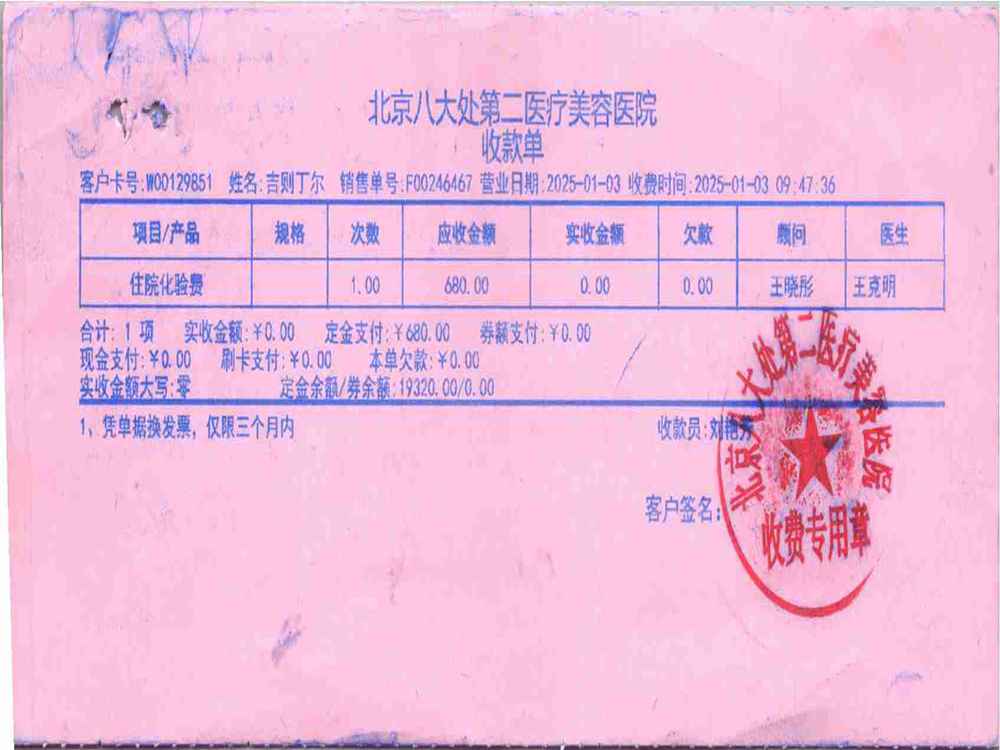 北京八大处第二医疗美容医院
收款单
客户卡号:W00129851 姓名:吉则丁尔 销售单号:F00246467 营业日期:2025-01-03 收费时间:2025-01-03 09:47:36
项目/产品 规格 次数 应收金额 实收金额 欠款 顾问 医生
住院化验费 1.00 680.00 0.00 0.00 王晓彤 王克明
合计: 1 项 实收金额:￥0.00 定金支付:￥680.00 券额支付:￥0.00
现金支付:￥0.00 刷卡支付:￥0.00 本单欠款:￥0.00
实收金额大写:零 定金余额/券余额:19320.00/0.00
1、凭单据换发票，仅限三个月内 收款员:刘艳芬
客户签名:
北京八大处第二医疗美容医院
收费专用章